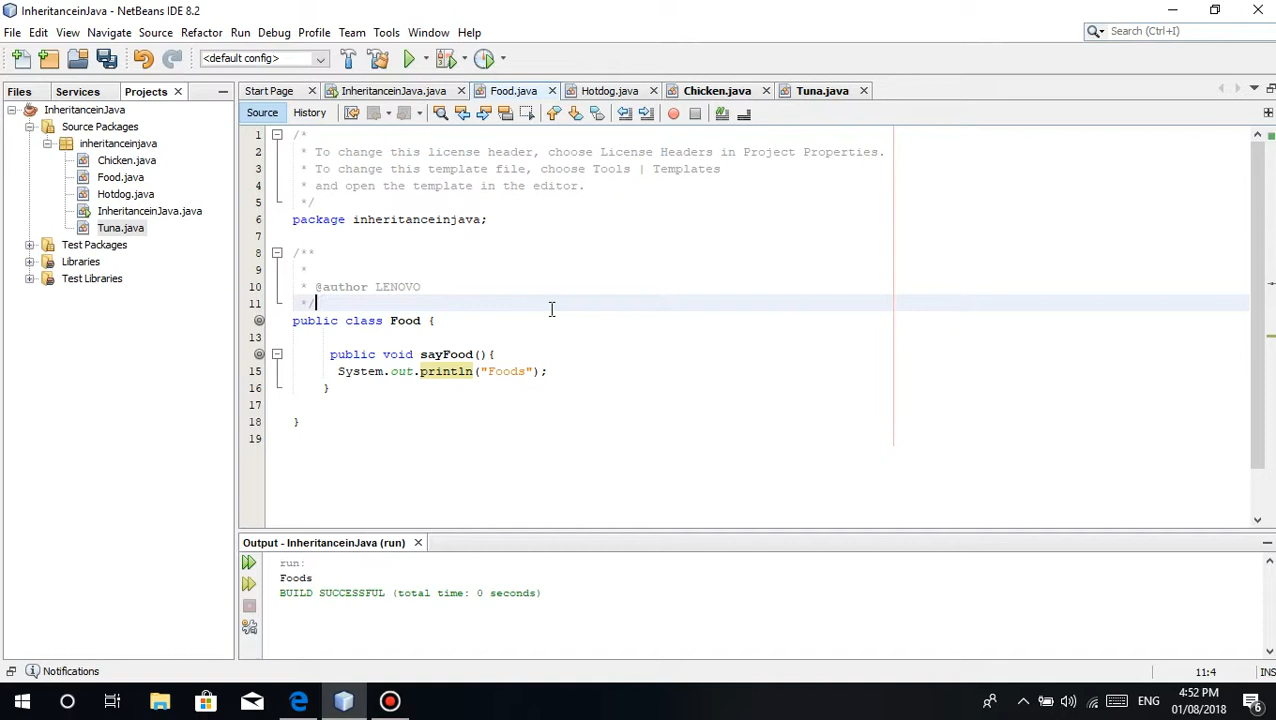 InheritanceinJava - NetBeans IDE 8.2
File Edit View Navigate Source Refactor Run Debug Profile Team Tools Window Help
Search (Ctrl+I)
<default config>
Files Services Projects
Start Page InheritanceinJava.java Food.java Hotdog.java Chicken.java Tuna.java
InheritanceinJava
Source Packages
inheritanceinjava
Chicken.java
Food.java
Hotdog.java
InheritanceinJava.java
Tuna.java
Test Packages
Libraries
Test Libraries
Source History
1 /*
2 * To change this license header, choose License Headers in Project Properties.
3 * To change this template file, choose Tools | Templates
4 * and open the template in the editor.
5 */
6 package inheritanceinjava;
7
8 /**
9 *
10 * @author LENOVO
11 */
public class Food {
13
public void sayFood(){
15 System.out.println("Foods");
16 }
17
18 }
19
Output - InheritanceinJava (run)
run:
Foods
BUILD SUCCESSFUL (total time: 0 seconds)
Notifications
11:4
INS
ENG
4:52 PM
01/08/2018
6